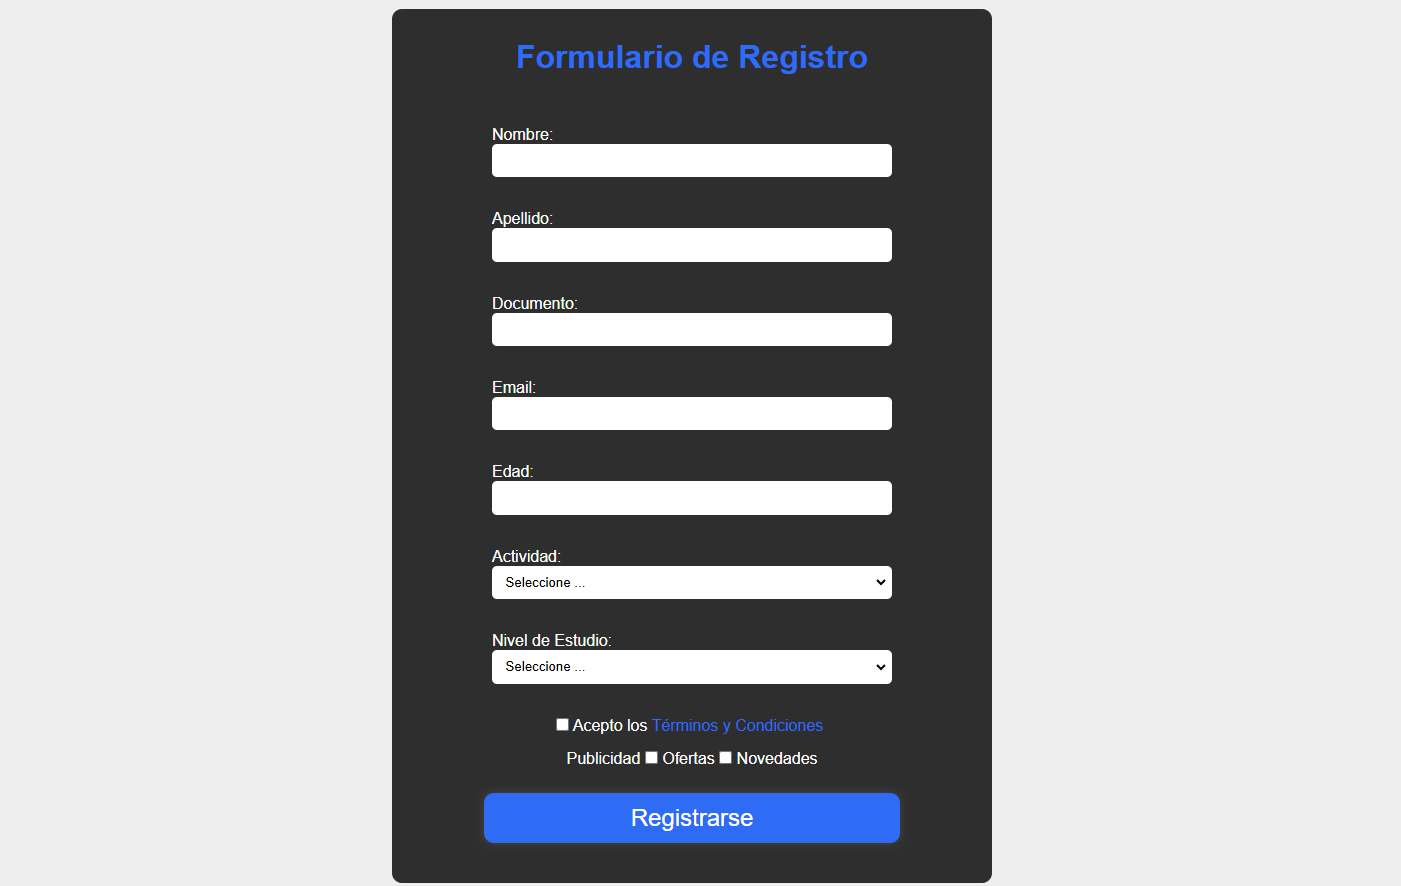 Formulario de Registro
Nombre:
Apellido:
Documento:
Email:
Edad:
Actividad:
Seleccione ...
Nivel de Estudio:
Seleccione ...
Acepto los Términos y Condiciones
Publicidad Ofertas Novedades
Registrarse